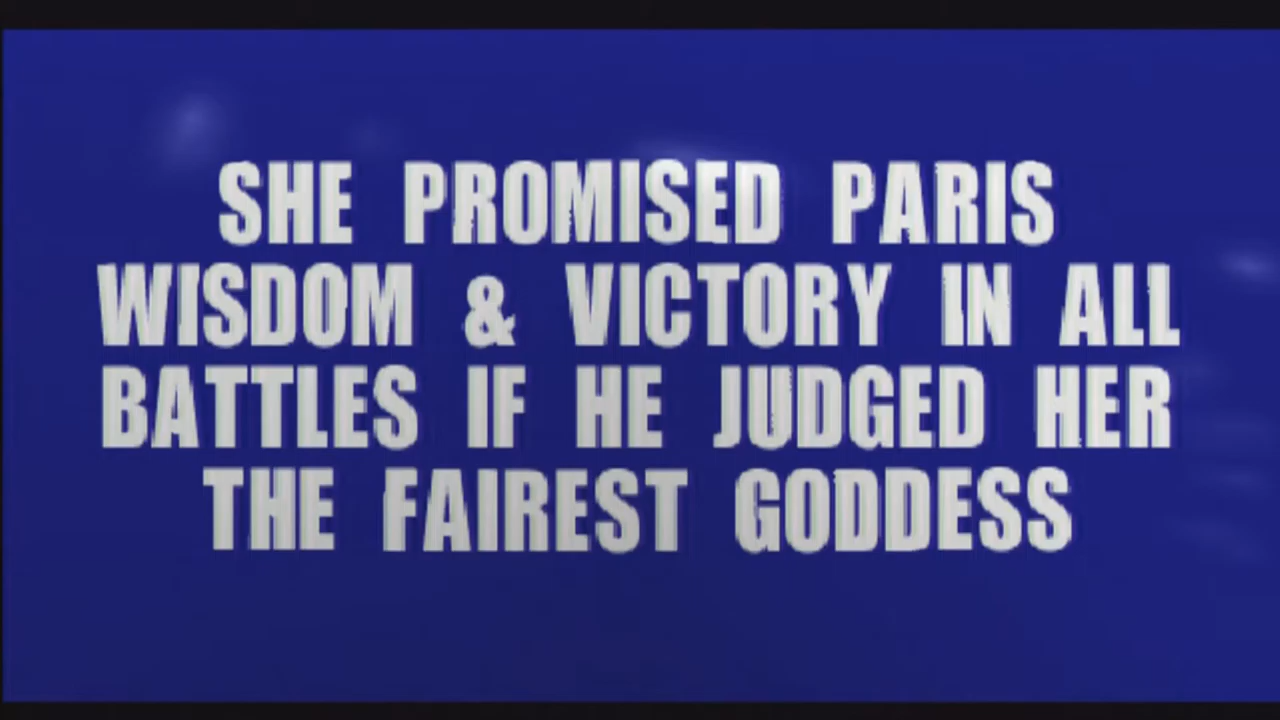 SHE PROMISED PARIS
WISDOM & VICTORY IN ALL
BATTLES IF HE JUDGED HER
THE FAIREST GODDESS